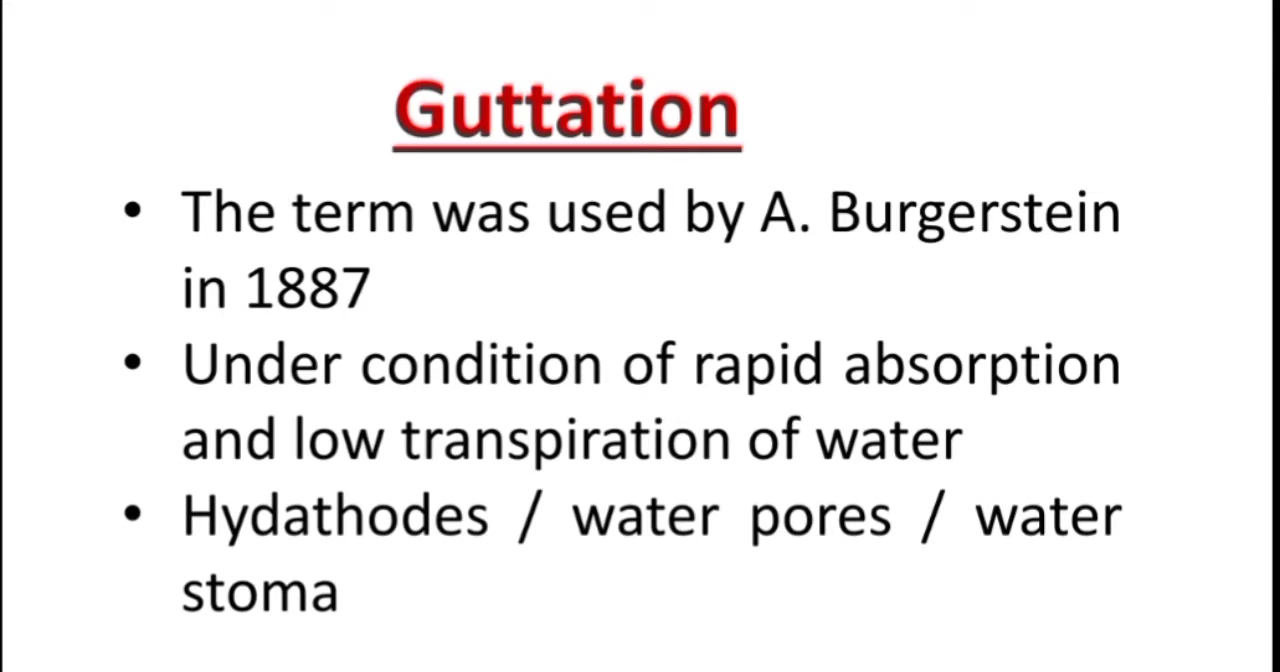 Guttation
• The term was used by A. Burgerstein
in 1887
• Under condition of rapid absorption
and low transpiration of water
• Hydathodes / water pores / water
stoma